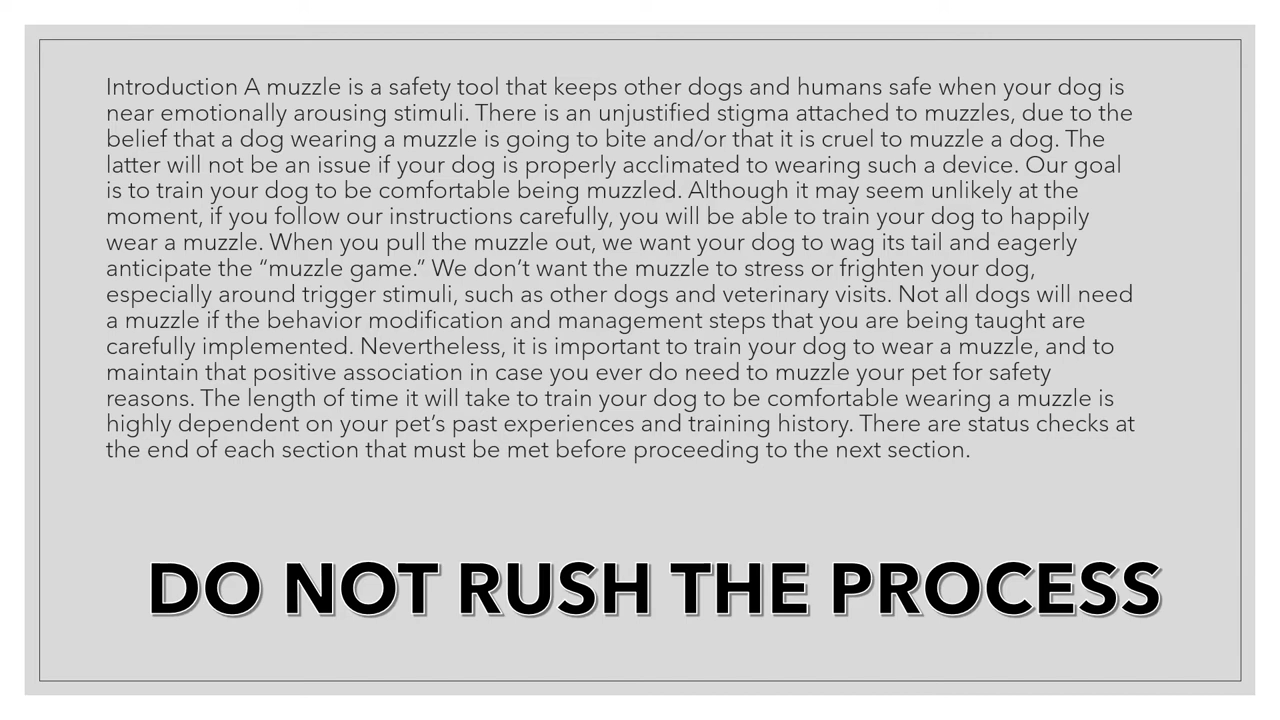 Introduction A muzzle is a safety tool that keeps other dogs and humans safe when your dog is
near emotionally arousing stimuli. There is an unjustified stigma attached to muzzles, due to the
belief that a dog wearing a muzzle is going to bite and/or that it is cruel to muzzle a dog. The
latter will not be an issue if your dog is properly acclimated to wearing such a device. Our goal
is to train your dog to be comfortable being muzzled. Although it may seem unlikely at the
moment, if you follow our instructions carefully, you will be able to train your dog to happily
wear a muzzle. When you pull the muzzle out, we want your dog to wag its tail and eagerly
anticipate the “muzzle game.” We don’t want the muzzle to stress or frighten your dog,
especially around trigger stimuli, such as other dogs and veterinary visits. Not all dogs will need
a muzzle if the behavior modification and management steps that you are being taught are
carefully implemented. Nevertheless, it is important to train your dog to wear a muzzle, and to
maintain that positive association in case you ever do need to muzzle your pet for safety
reasons. The length of time it will take to train your dog to be comfortable wearing a muzzle is
highly dependent on your pet’s past experiences and training history. There are status checks at
the end of each section that must be met before proceeding to the next section.
DO NOT RUSH THE PROCESS